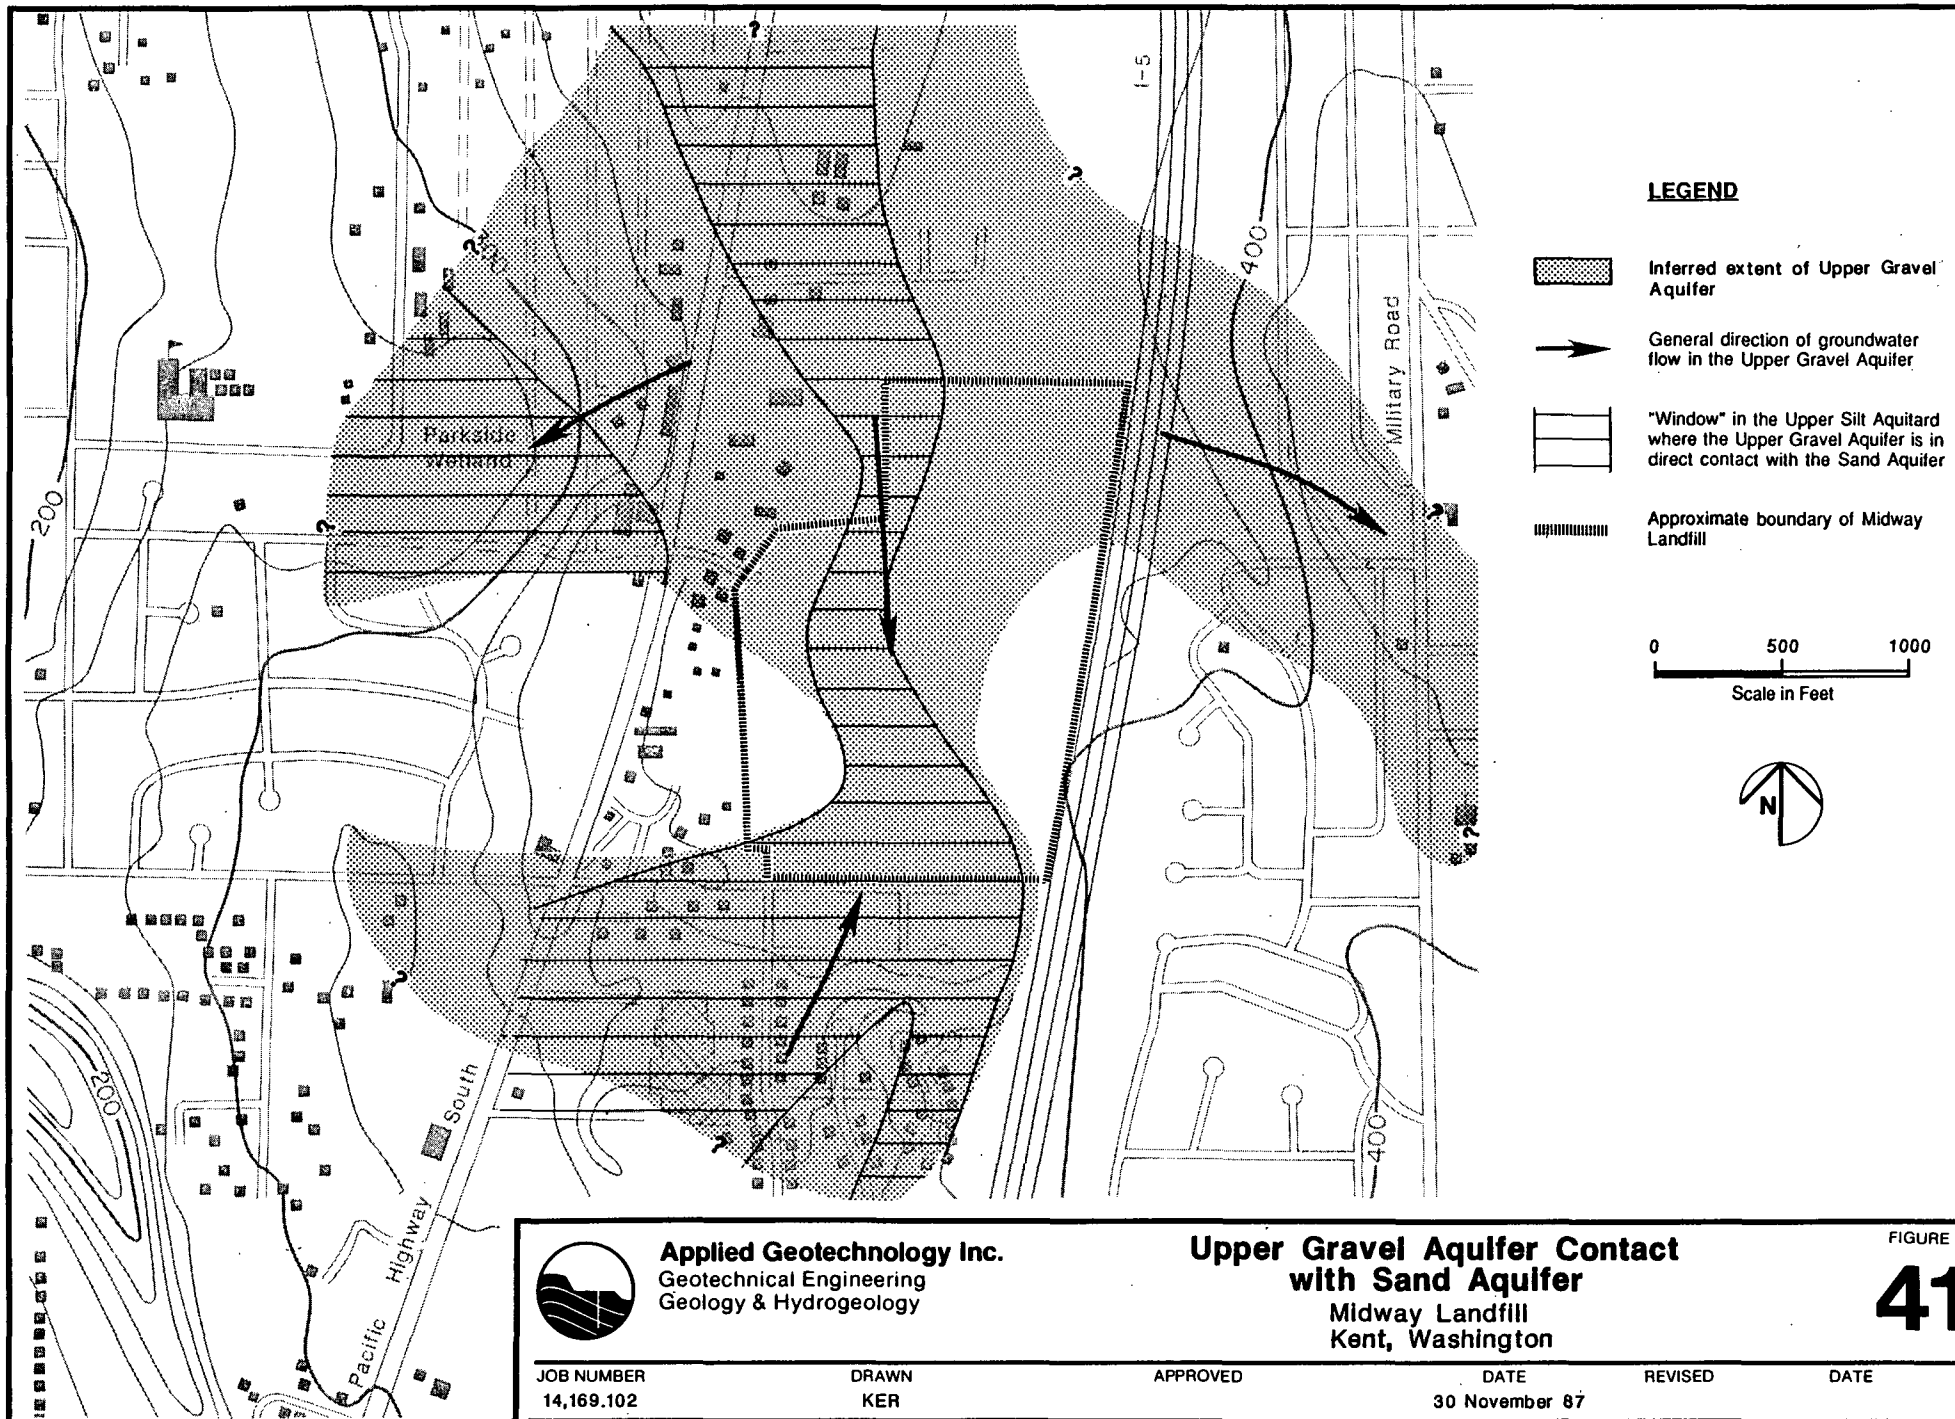 ?
I-5
LEGEND
?
Inferred extent of Upper Gravel
Aquifer
?
400
General direction of groundwater
flow in the Upper Gravel Aquifer
Military Road
"Window" in the Upper Silt Aquitard
where the Upper Gravel Aquifer is in
direct contact with the Sand Aquifer
Parkside
Wetland
200
?
?
Approximate boundary of Midway
Landfill
0 500 1000
Scale in Feet
N
?
?
200
?
400
Pacific Highway South
Applied Geotechnology Inc.
Geotechnical Engineering
Geology & Hydrogeology
Upper Gravel Aquifer Contact
with Sand Aquifer
Midway Landfill
Kent, Washington
FIGURE
41
JOB NUMBER DRAWN APPROVED DATE REVISED DATE
14,169.102 KER 30 November 87